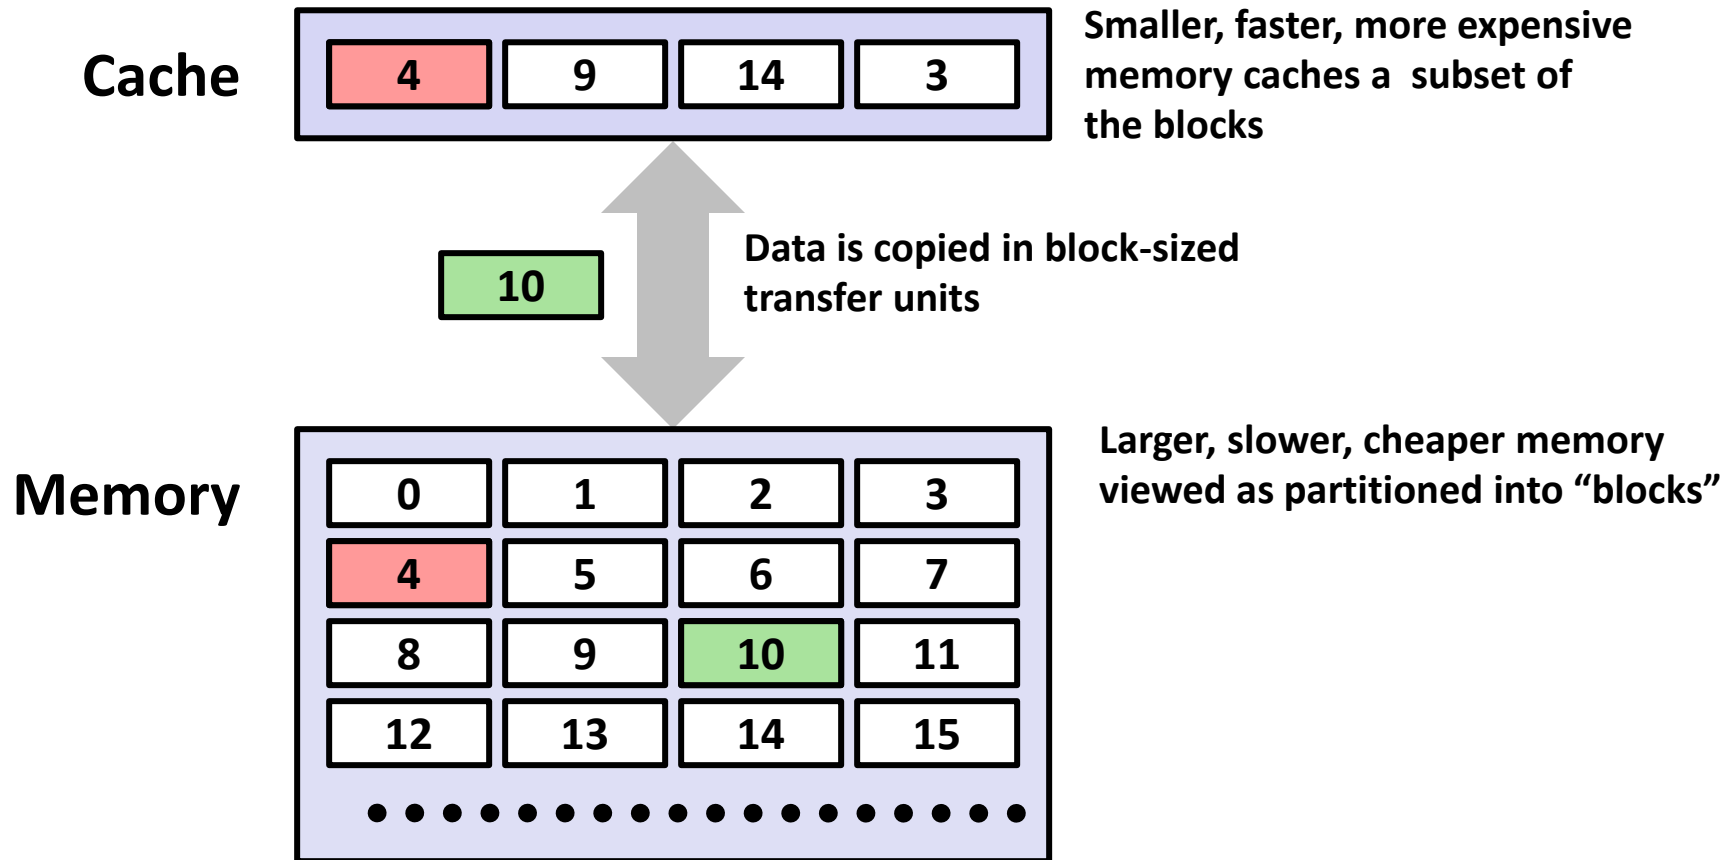 Cache
4 9 14 3
Smaller, faster, more expensive
memory caches a  subset of
the blocks
10
Data is copied in block-sized
transfer units
Memory
Larger, slower, cheaper memory
viewed as partitioned into “blocks”
0 1 2 3
4 5 6 7
8 9 10 11
12 13 14 15